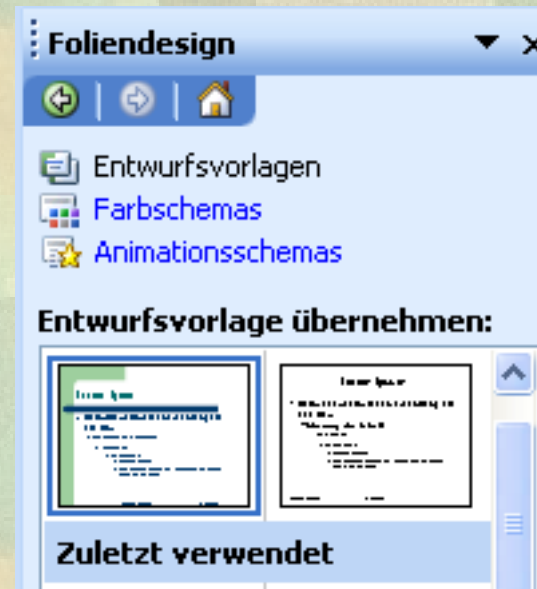 Foliendesign
Entwurfsvorlagen
Farbschemas
Animationsschemas
Entwurfsvorlage übernehmen:
Zuletzt verwendet